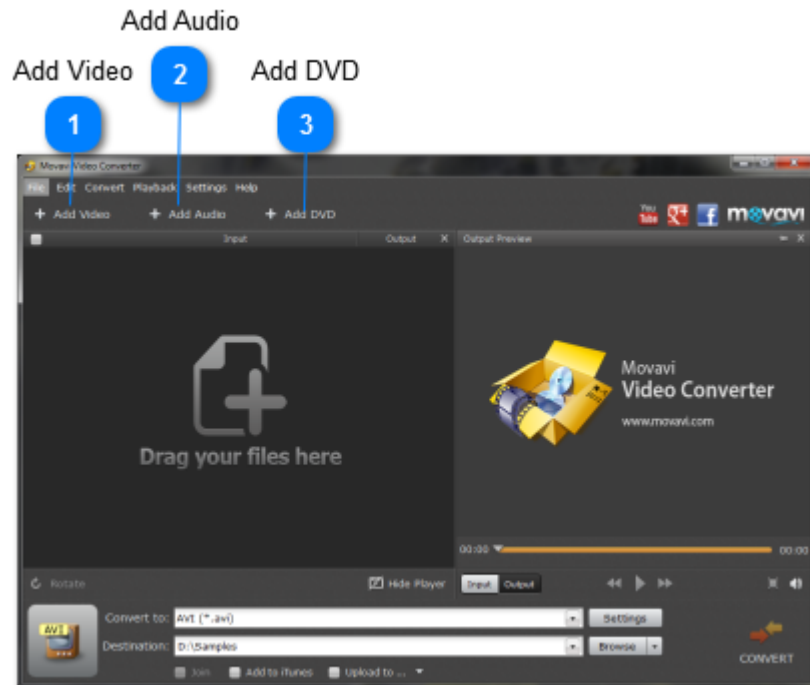 Add Audio
Add Video
2
Add DVD
1
3
Movavi Video Converter
File Edit Convert Playback Settings Help
+ Add Video + Add Audio + Add DVD
You Tube
g+
f
movavi
Input Output X Output Preview
Movavi
Video Converter
www.movavi.com
Drag your files here
00:00 00:00
Rotate Hide Player Input Output
AVI
Convert to: AVI (*.avi) Settings
Destination: D:\Samples Browse
CONVERT
Join Add to iTunes Upload to ...